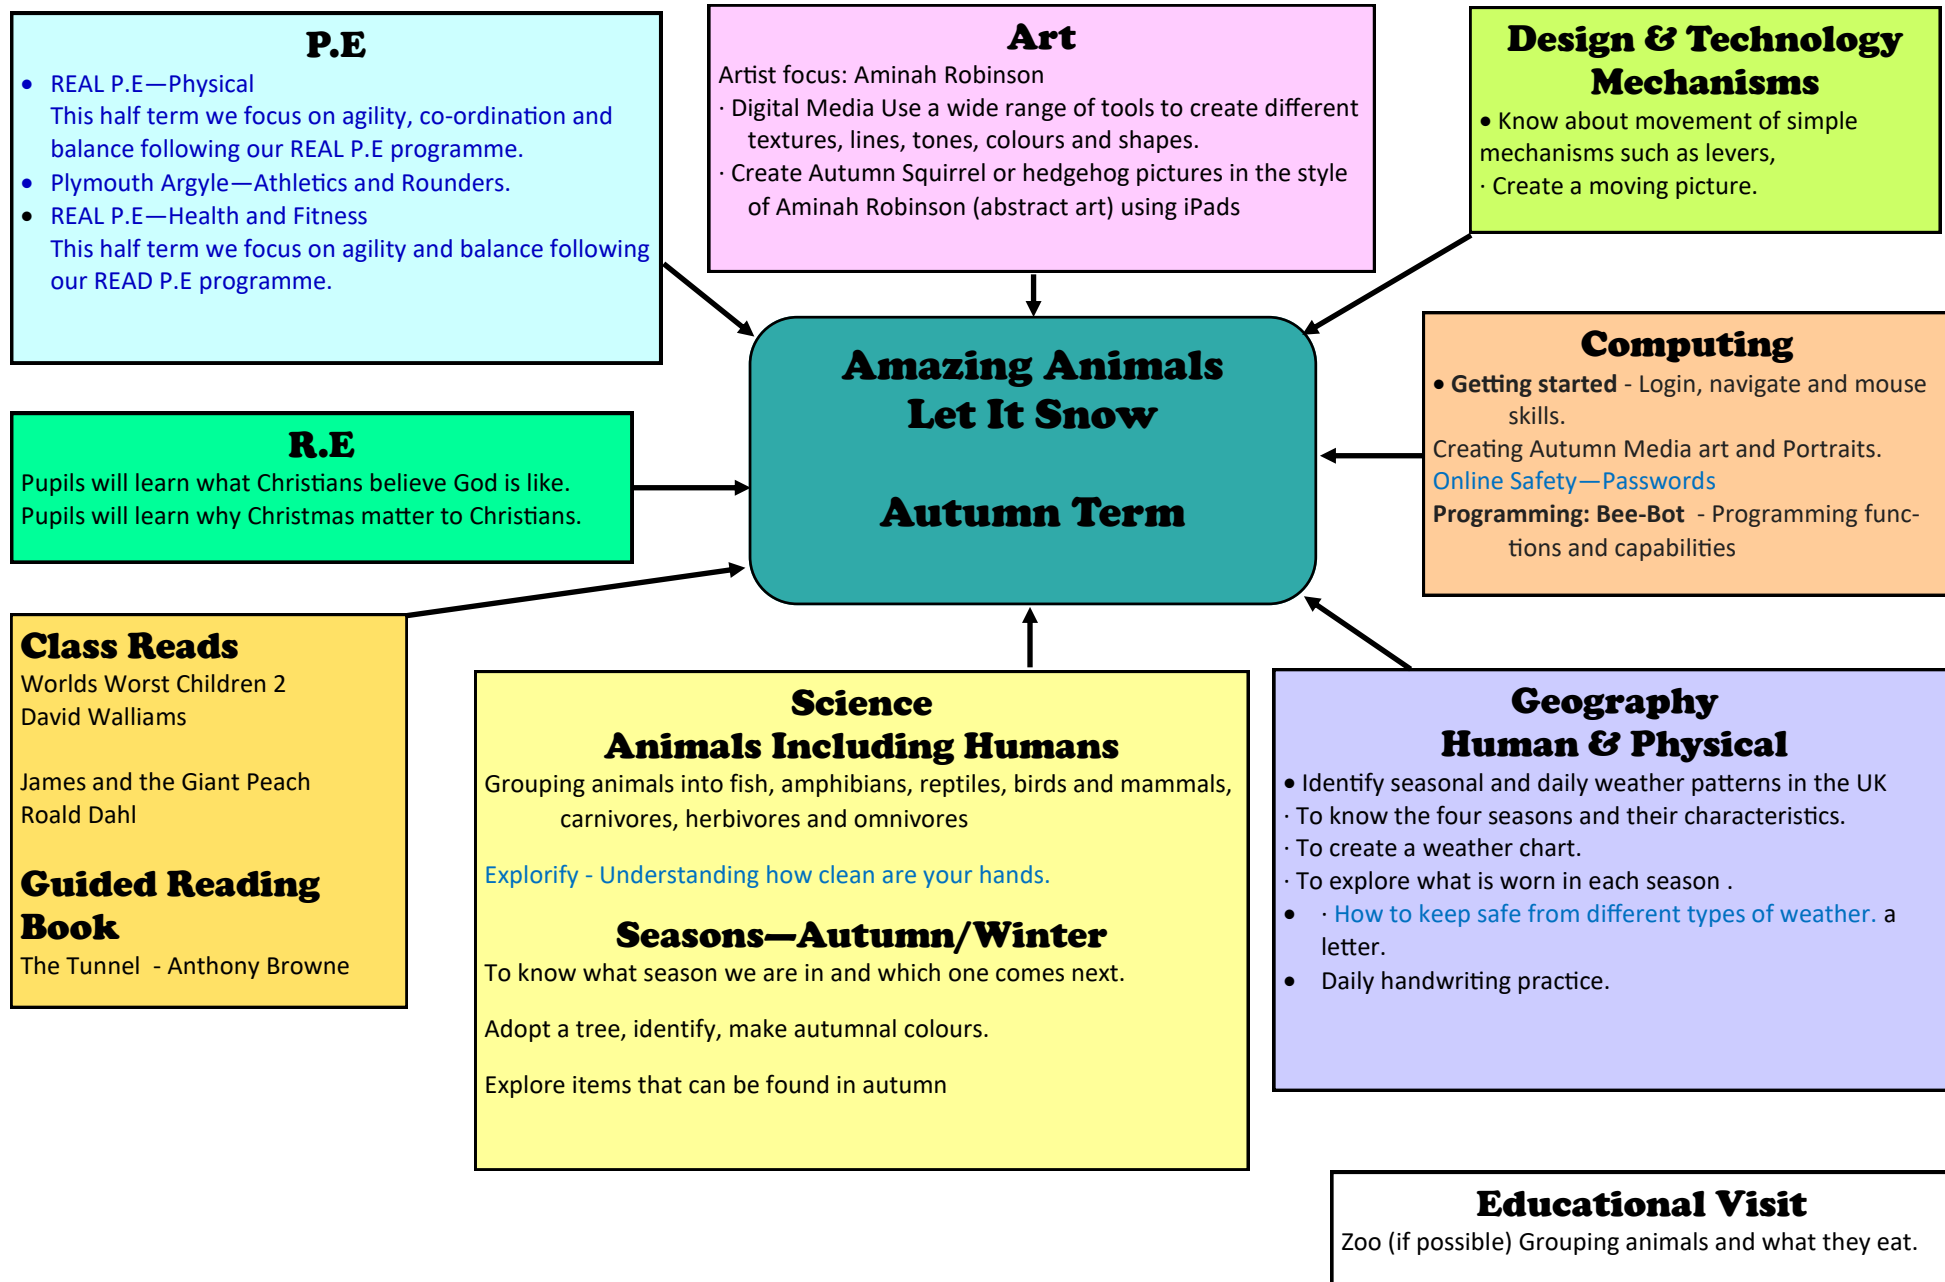 P.E
• REAL P.E—Physical
This half term we focus on agility, co-ordination and
balance following our REAL P.E programme.
• Plymouth Argyle—Athletics and Rounders.
• REAL P.E—Health and Fitness
This half term we focus on agility and balance following
our READ P.E programme.
Art
Artist focus: Aminah Robinson
· Digital Media Use a wide range of tools to create different
textures, lines, tones, colours and shapes.
· Create Autumn Squirrel or hedgehog pictures in the style
of Aminah Robinson (abstract art) using iPads
Design & Technology
Mechanisms
• Know about movement of simple
mechanisms such as levers,
· Create a moving picture.
Amazing Animals
Let It Snow
Autumn Term
Computing
• Getting started - Login, navigate and mouse
skills.
Creating Autumn Media art and Portraits.
Online Safety—Passwords
Programming: Bee-Bot - Programming func-
tions and capabilities
R.E
Pupils will learn what Christians believe God is like.
Pupils will learn why Christmas matter to Christians.
Class Reads
Worlds Worst Children 2
David Walliams
James and the Giant Peach
Roald Dahl
Guided Reading
Book
The Tunnel - Anthony Browne
Science
Animals Including Humans
Grouping animals into fish, amphibians, reptiles, birds and mammals,
carnivores, herbivores and omnivores
Explorify - Understanding how clean are your hands.
Seasons—Autumn/Winter
To know what season we are in and which one comes next.
Adopt a tree, identify, make autumnal colours.
Explore items that can be found in autumn
Geography
Human & Physical
• Identify seasonal and daily weather patterns in the UK
· To know the four seasons and their characteristics.
· To create a weather chart.
· To explore what is worn in each season .
• · How to keep safe from different types of weather. a
letter.
• Daily handwriting practice.
Educational Visit
Zoo (if possible) Grouping animals and what they eat.